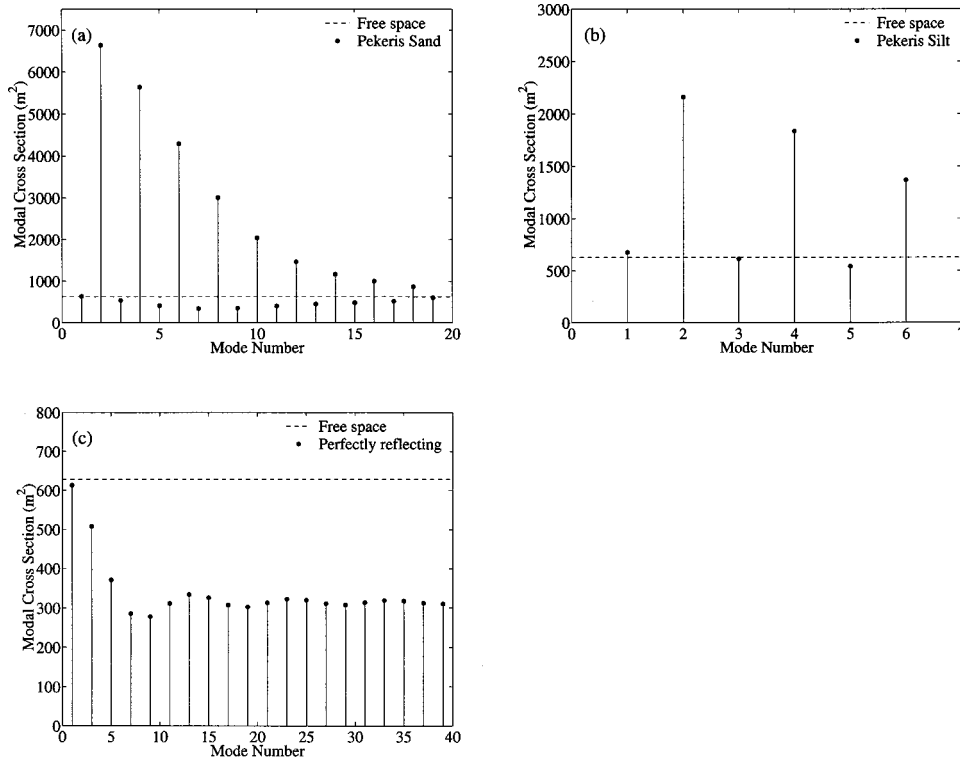 (a)
Free space
Pekeris Sand
Modal Cross Section (m2)
7000
6000
5000
4000
3000
2000
1000
0
0 5 10 15 20
Mode Number
(b)
Free space
Pekeris Silt
Modal Cross Section (m2)
3000
2500
2000
1500
1000
500
0
0 1 2 3 4 5 6 7
Mode Number
(c)
Free space
Perfectly reflecting
Modal Cross Section (m2)
800
700
600
500
400
300
200
100
0
0 5 10 15 20 25 30 35 40
Mode Number